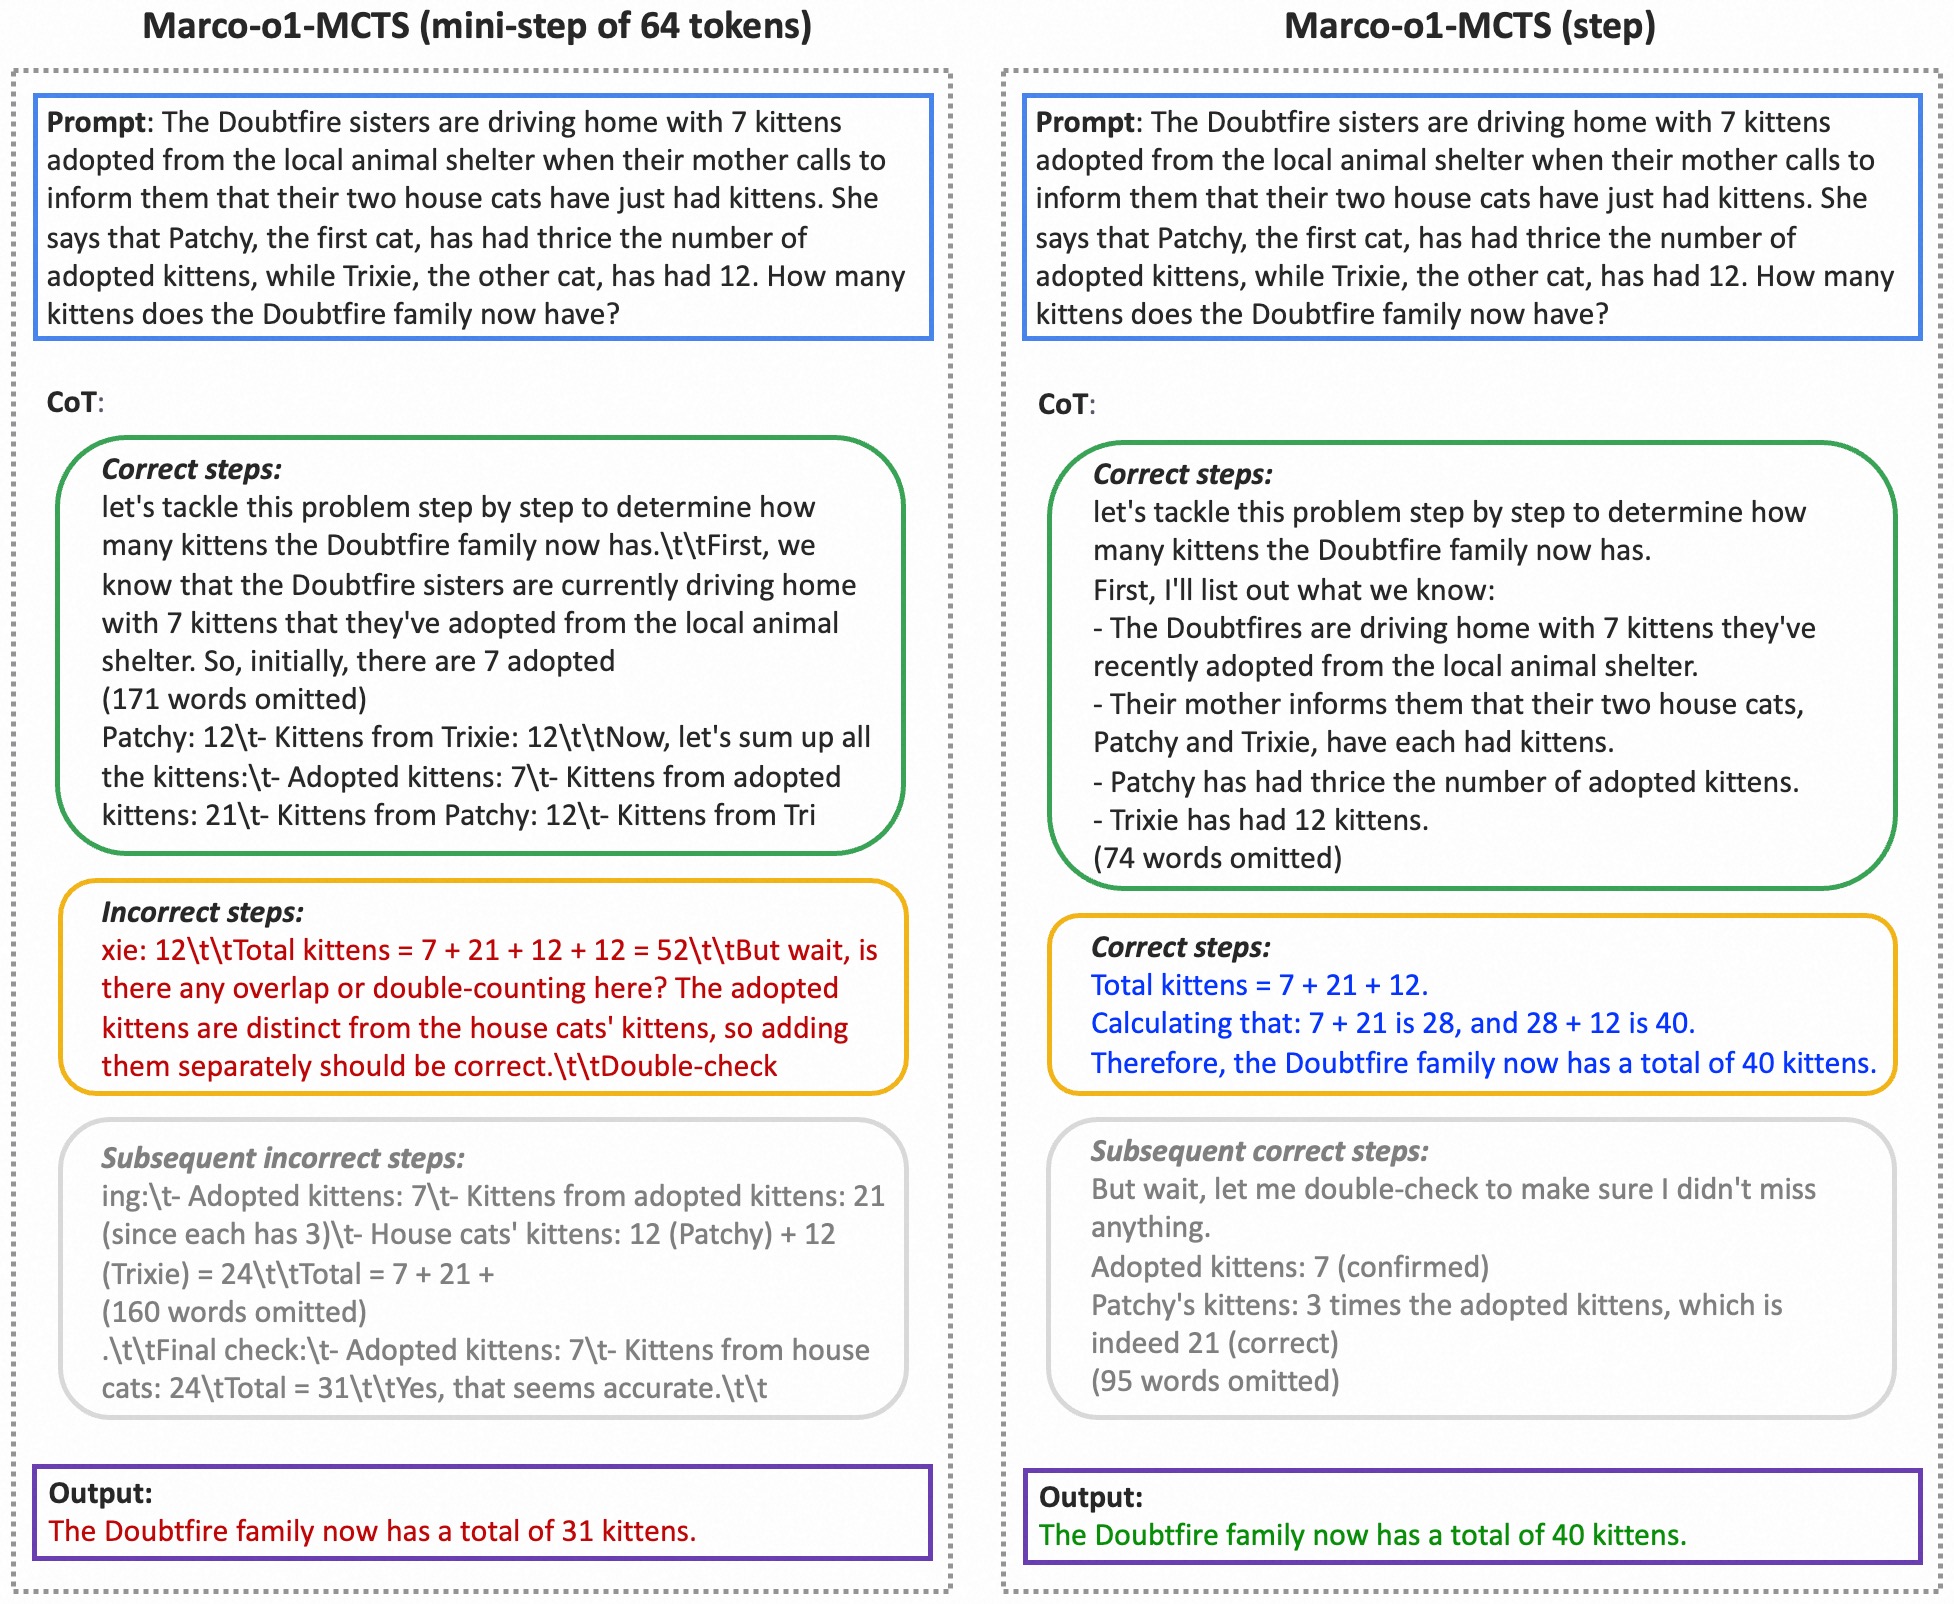 Marco-o1-MCTS (mini-step of 64 tokens)
Prompt: The Doubtfire sisters are driving home with 7 kittens
adopted from the local animal shelter when their mother calls to
inform them that their two house cats have just had kittens. She
says that Patchy, the first cat, has had thrice the number of
adopted kittens, while Trixie, the other cat, has had 12. How many
kittens does the Doubtfire family now have?
CoT:
Correct steps:
let's tackle this problem step by step to determine how
many kittens the Doubtfire family now has.\t\tFirst, we
know that the Doubtfire sisters are currently driving home
with 7 kittens that they've adopted from the local animal
shelter. So, initially, there are 7 adopted
(171 words omitted)
Patchy: 12\t- Kittens from Trixie: 12\t\tNow, let's sum up all
the kittens:\t- Adopted kittens: 7\t- Kittens from adopted
kittens: 21\t- Kittens from Patchy: 12\t- Kittens from Tri
Incorrect steps:
xie: 12\t\tTotal kittens = 7 + 21 + 12 + 12 = 52\t\tBut wait, is
there any overlap or double-counting here? The adopted
kittens are distinct from the house cats' kittens, so adding
them separately should be correct.\t\tDouble-check
Subsequent incorrect steps:
ing:\t- Adopted kittens: 7\t- Kittens from adopted kittens: 21
(since each has 3)\t- House cats' kittens: 12 (Patchy) + 12
(Trixie) = 24\t\tTotal = 7 + 21 +
(160 words omitted)
.\t\tFinal check:\t- Adopted kittens: 7\t- Kittens from house
cats: 24\tTotal = 31\t\tYes, that seems accurate.\t\t
Output:
The Doubtfire family now has a total of 31 kittens.
Marco-o1-MCTS (step)
Prompt: The Doubtfire sisters are driving home with 7 kittens
adopted from the local animal shelter when their mother calls to
inform them that their two house cats have just had kittens. She
says that Patchy, the first cat, has had thrice the number of
adopted kittens, while Trixie, the other cat, has had 12. How many
kittens does the Doubtfire family now have?
CoT:
Correct steps:
let's tackle this problem step by step to determine how
many kittens the Doubtfire family now has.
First, I'll list out what we know:
- The Doubtfires are driving home with 7 kittens they've
recently adopted from the local animal shelter.
- Their mother informs them that their two house cats,
Patchy and Trixie, have each had kittens.
- Patchy has had thrice the number of adopted kittens.
- Trixie has had 12 kittens.
(74 words omitted)
Correct steps:
Total kittens = 7 + 21 + 12.
Calculating that: 7 + 21 is 28, and 28 + 12 is 40.
Therefore, the Doubtfire family now has a total of 40 kittens.
Subsequent correct steps:
But wait, let me double-check to make sure I didn't miss
anything.
Adopted kittens: 7 (confirmed)
Patchy's kittens: 3 times the adopted kittens, which is
indeed 21 (correct)
(95 words omitted)
Output:
The Doubtfire family now has a total of 40 kittens.